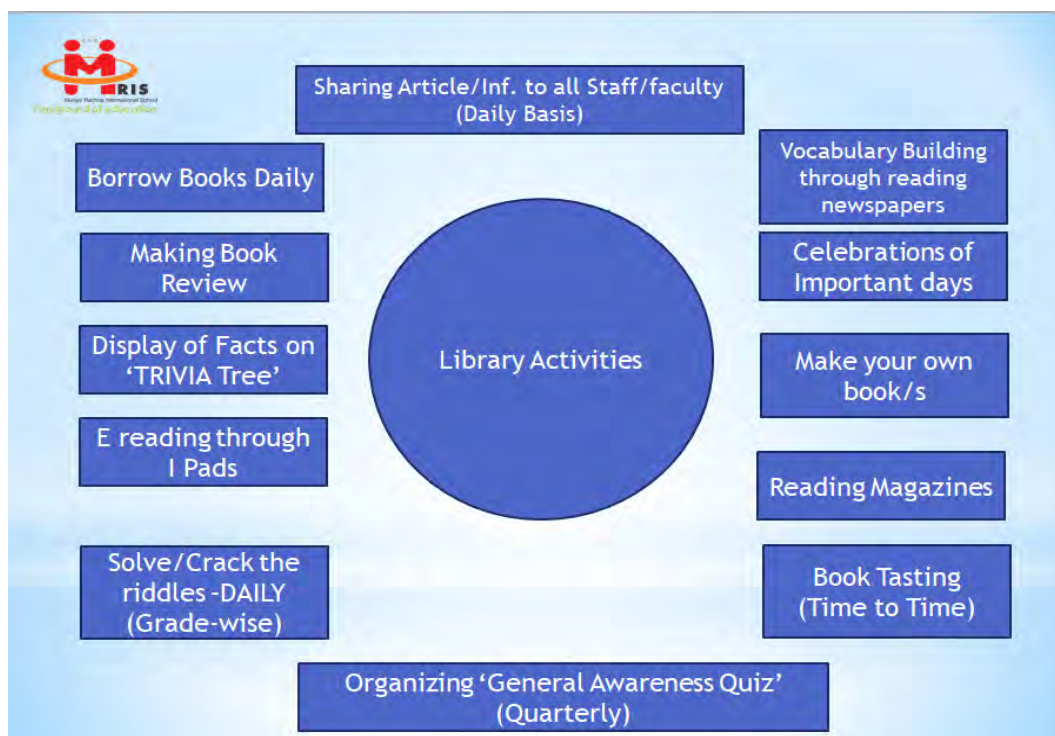 MRIS
Sharing Article/Inf. to all Staff/faculty
(Daily Basis)
Borrow Books Daily
Making Book
Review
Display of Facts on
‘TRIVIA Tree’
E reading through
I Pads
Solve/Crack the
riddles –DAILY
(Grade-wise)
Library Activities
Vocabulary Building
through reading
newspapers
Celebrations of
Important days
Make your own
book/s
Reading Magazines
Book Tasting
(Time to Time)
Organizing ‘General Awareness Quiz’
(Quarterly)